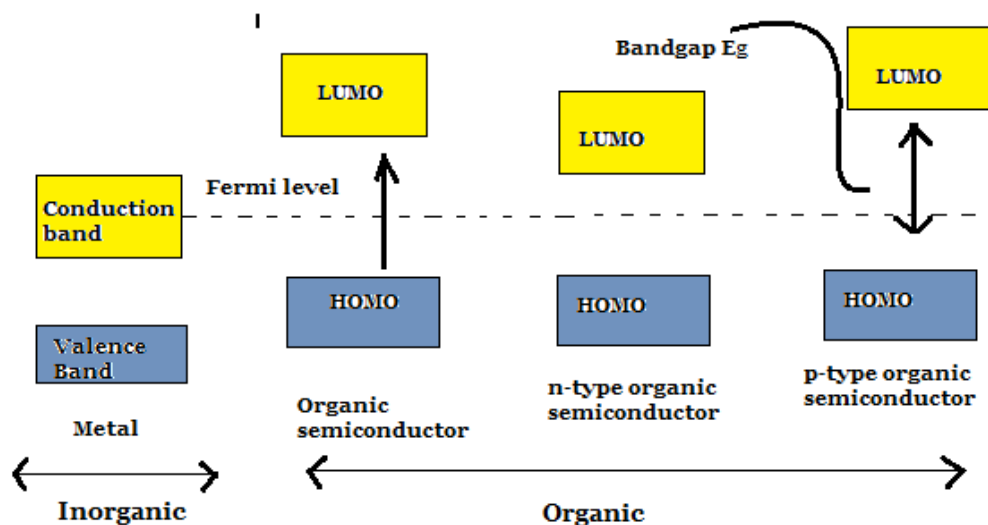 Bandgap Eg
LUMO
LUMO
LUMO
Fermi level
Conduction
band
HOMO
HOMO
HOMO
Valence
Band
Metal
Organic
semiconductor
n-type organic
semiconductor
p-type organic
semiconductor
Inorganic
Organic